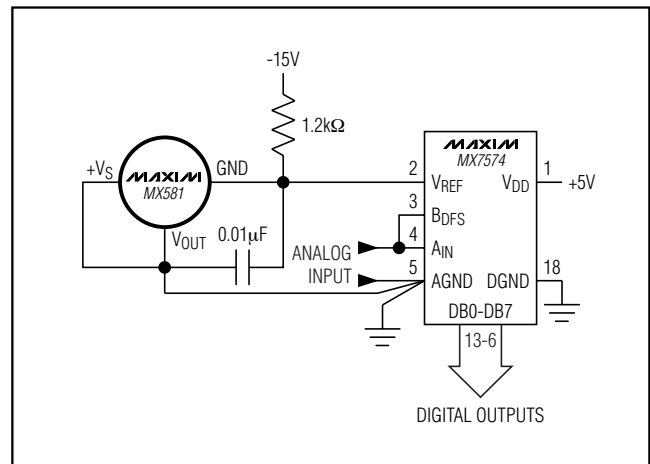 -15V
1.2kΩ
+VS
MAXIM
MX581
GND
VOUT
0.01µF
MAXIM
MX7574
2
VREF
VDD
1
+5V
3
BOFS
4
AIN
ANALOG
INPUT
5
AGND
DGND
18
DB0-DB7
13-6
DIGITAL OUTPUTS